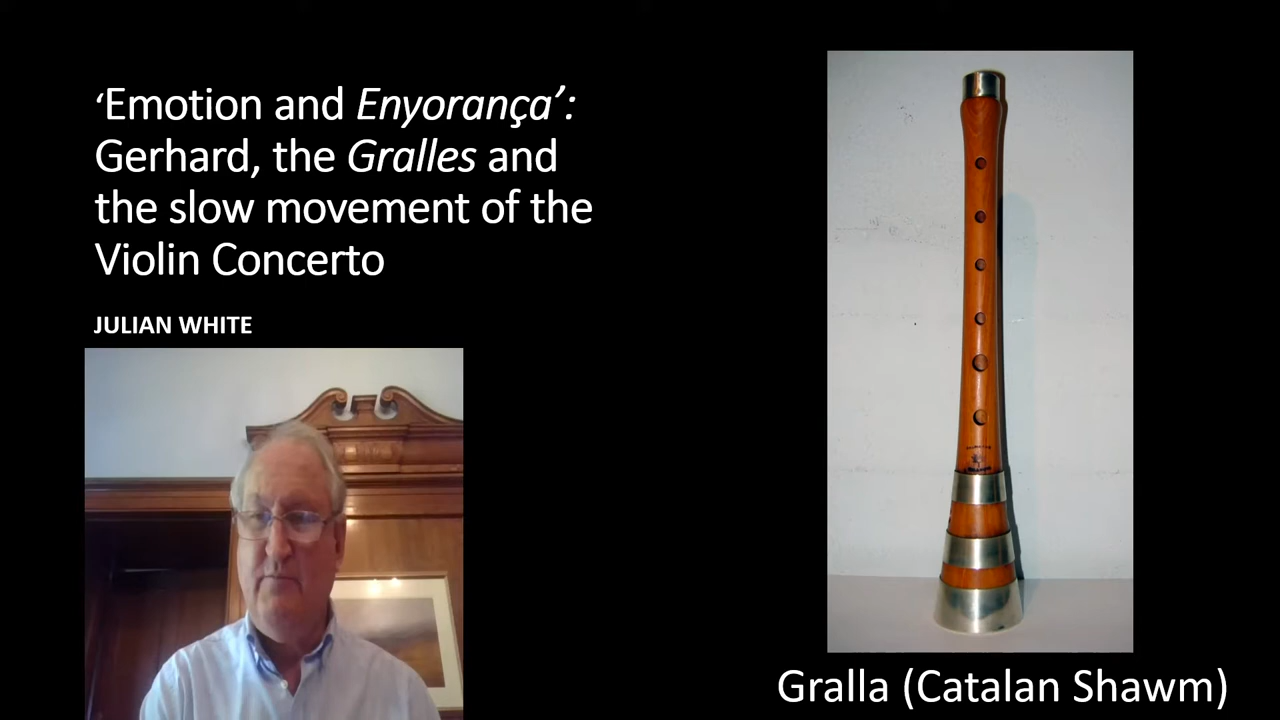 ‘Emotion and Enyorança’:
Gerhard, the Gralles and
the slow movement of the
Violin Concerto
JULIAN WHITE
Gralla (Catalan Shawm)